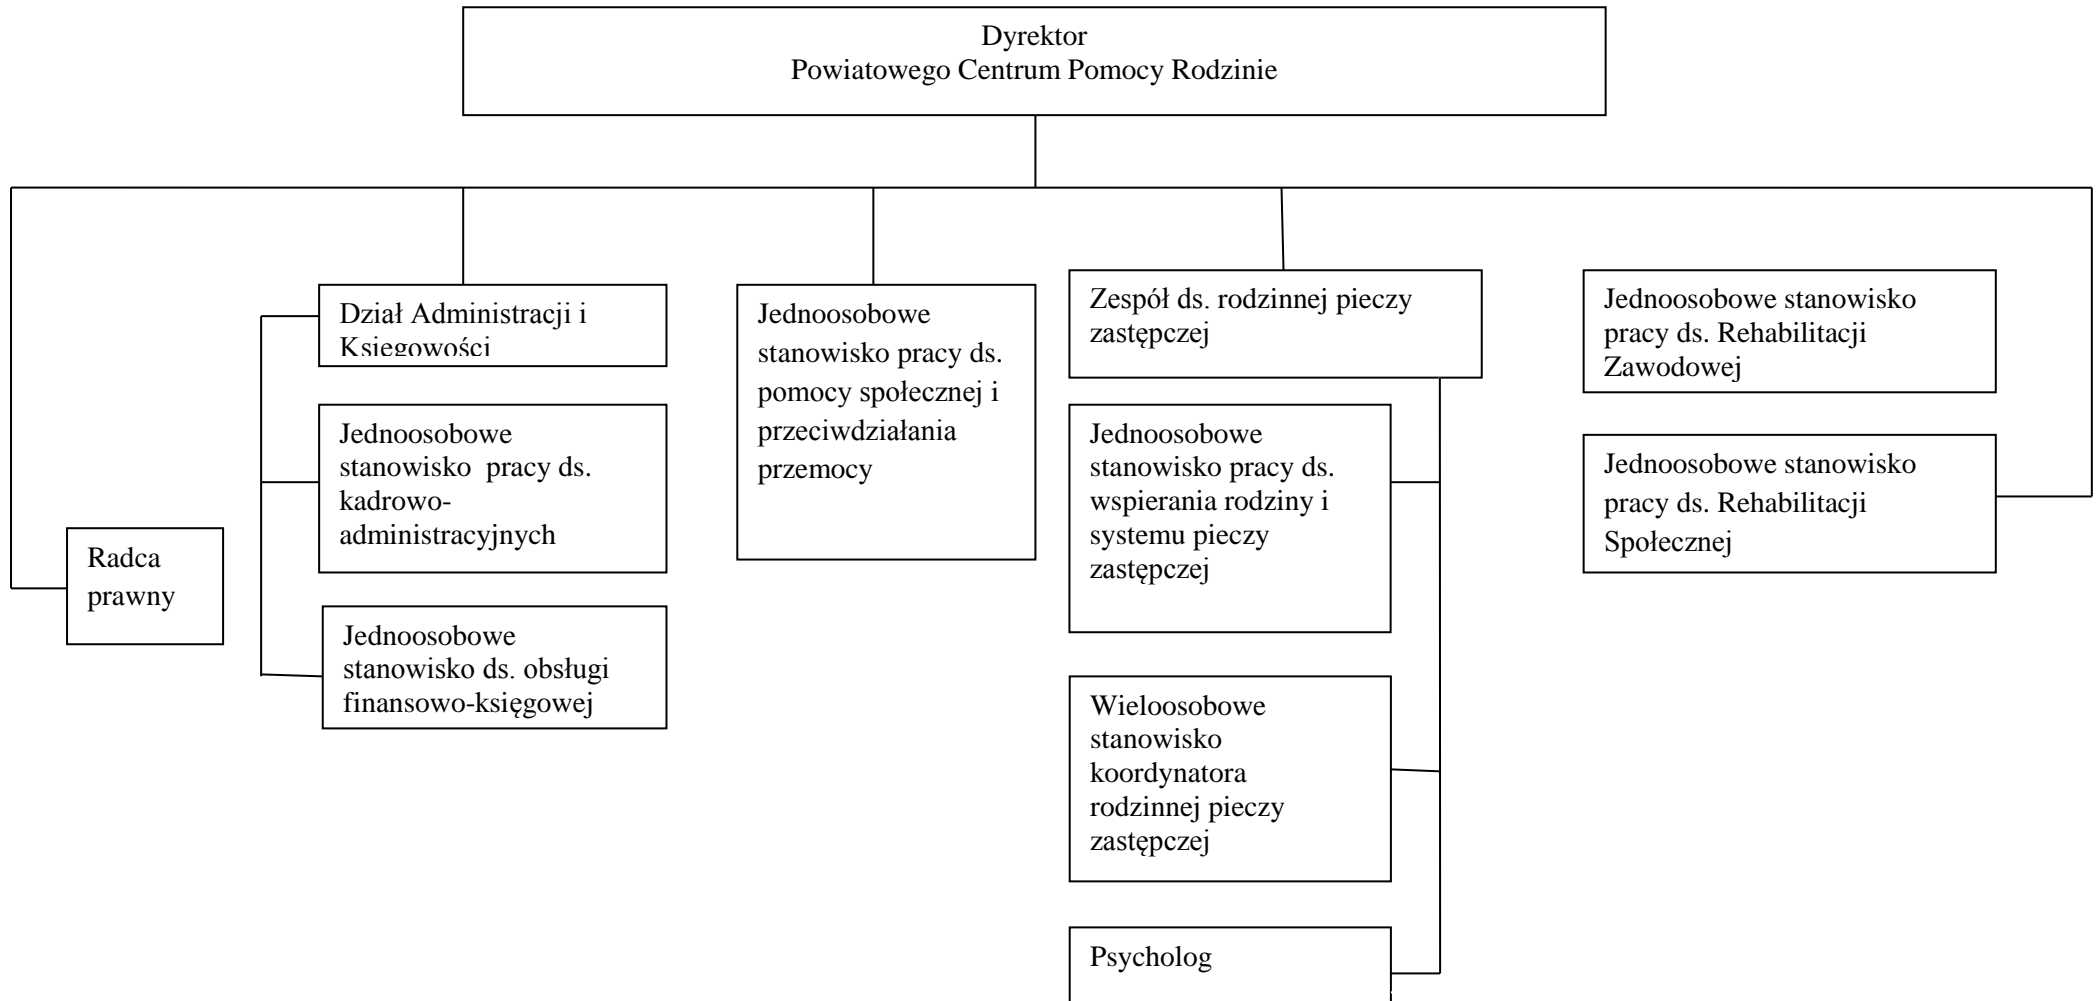 Dyrektor
Powiatowego Centrum Pomocy Rodzinie
Radca
prawny
Dział Administracji i
Księgowości
Jednoosobowe
stanowisko  pracy ds.
kadrowo-
administracyjnych
Jednoosobowe
stanowisko ds. obsługi
finansowo-księgowej
Jednoosobowe
stanowisko pracy ds.
pomocy społecznej i
przeciwdziałania
przemocy
Zespół ds. rodzinnej pieczy
zastępczej
Jednoosobowe
stanowisko pracy ds.
wspierania rodziny i
systemu pieczy
zastępczej
Wieloosobowe
stanowisko
koordynatora
rodzinnej pieczy
zastępczej
Psycholog
Jednoosobowe stanowisko
pracy ds. Rehabilitacji
Zawodowej
Jednoosobowe stanowisko
pracy ds. Rehabilitacji
Społecznej